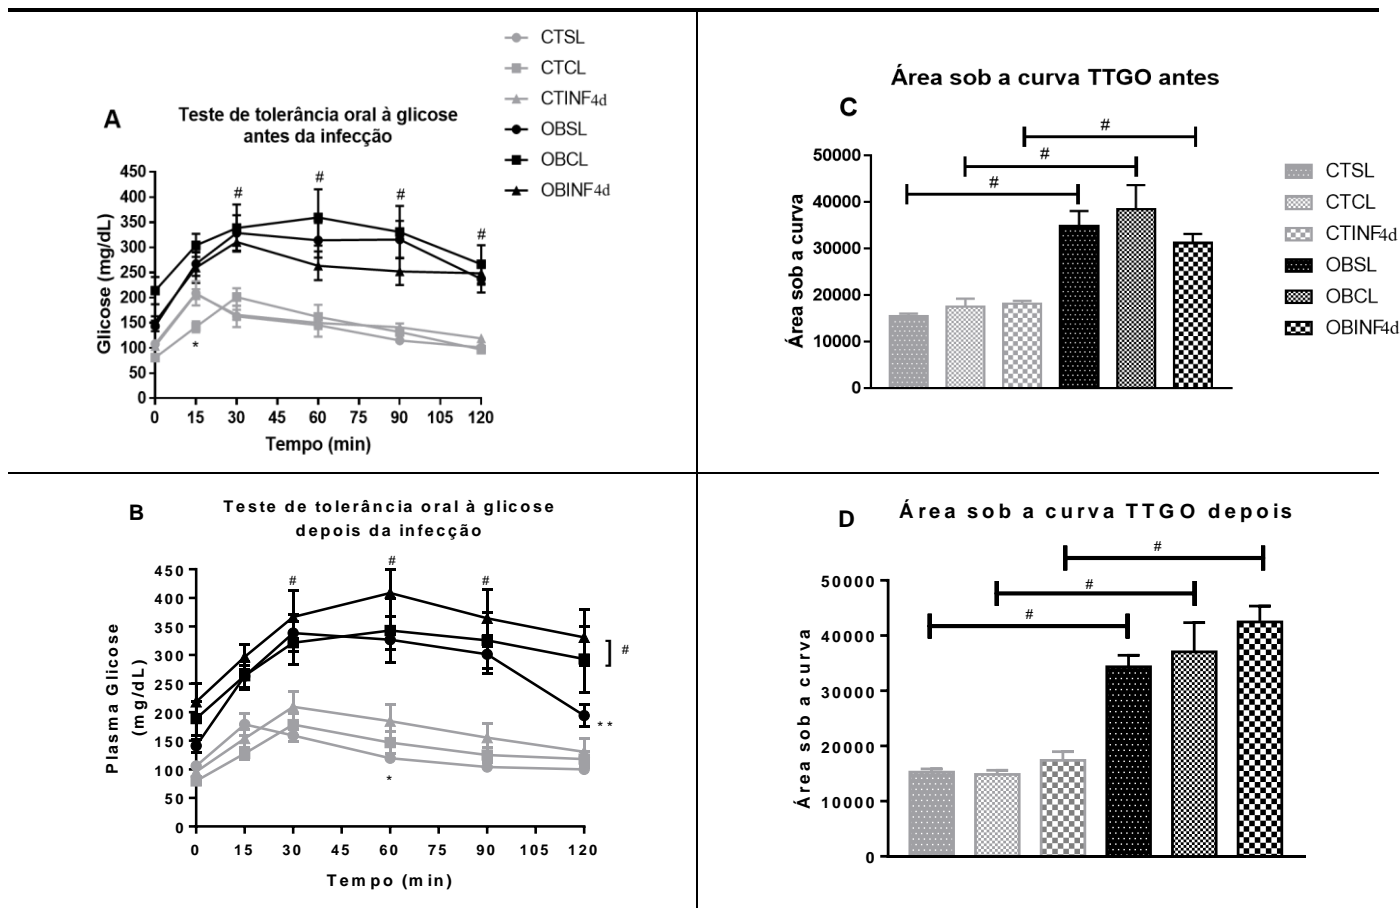 CTSL
CTCL
CTINF4d
OBSL
OBCL
OBINF4d
A
Teste de tolerância oral à glicose
antes da infecção
Glicose (mg/dL)
450
400
350
300
250
200
150
100
50
0
#
#
#
#
*
0 15 30 60 75 90 105 120
Tempo (min)
Área sob a curva TTGO antes
C
#
#
#
Área sob a curva
50000
40000
30000
20000
10000
0
CTSL
CTCL
CTINF4d
OBSL
OBCL
OBINF4d
B
Teste de tolerância oral à glicose
depois da infecção
Plasma Glicose
(mg/dL)
450
400
350
300
250
200
150
100
50
0
#
#
#
] #
**
*
0 15 30 45 60 75 90 105 120
Tempo (min)
D
Área sob a curva TTGO depois
#
#
#
Área sob a curva
50000
40000
30000
20000
10000
0